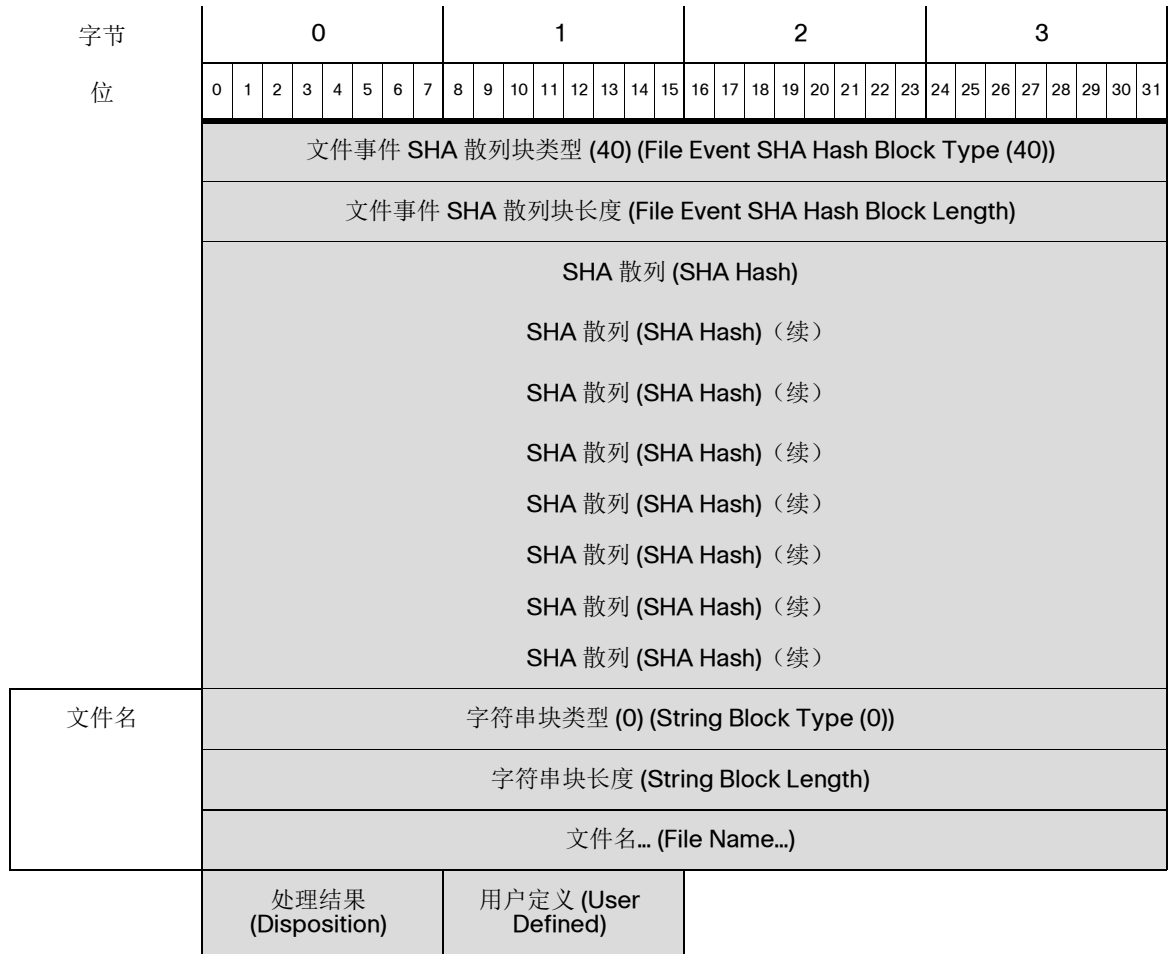 字节 0 1 2 3
位 0 1 2 3 4 5 6 7 8 9 10 11 12 13 14 15 16 17 18 19 20 21 22 23 24 25 26 27 28 29 30 31
文件事件 SHA 散列块类型 (40) (File Event SHA Hash Block Type (40))
文件事件 SHA 散列块长度 (File Event SHA Hash Block Length)
SHA 散列 (SHA Hash)
SHA 散列 (SHA Hash)（续）
SHA 散列 (SHA Hash)（续）
SHA 散列 (SHA Hash)（续）
SHA 散列 (SHA Hash)（续）
SHA 散列 (SHA Hash)（续）
SHA 散列 (SHA Hash)（续）
SHA 散列 (SHA Hash)（续）
文件名 字符串块类型 (0) (String Block Type (0))
字符串块长度 (String Block Length)
文件名... (File Name...)
处理结果
(Disposition)
用户定义 (User
Defined)